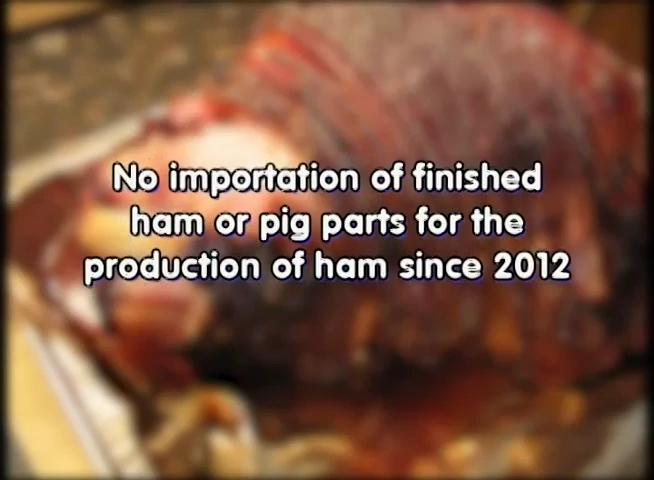 No importation of finished
ham or pig parts for the
production of ham since 2012